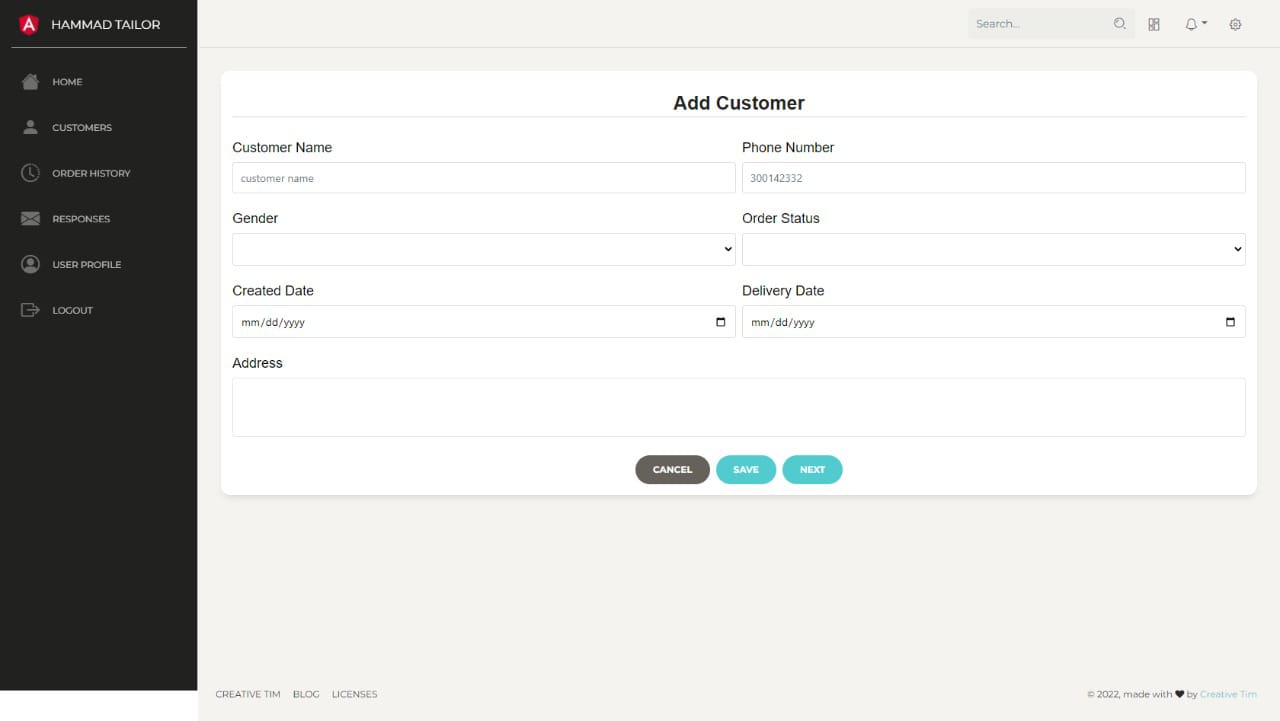 HAMMAD TAILOR
Search...
HOME
CUSTOMERS
ORDER HISTORY
RESPONSES
USER PROFILE
LOGOUT
Add Customer
Customer Name
Phone Number
customer name
300142332
Gender
Order Status
Created Date
Delivery Date
mm/dd/yyyy
mm/dd/yyyy
Address
CANCEL
SAVE
NEXT
CREATIVE TIM BLOG LICENSES
© 2022, made with ♥ by Creative Tim